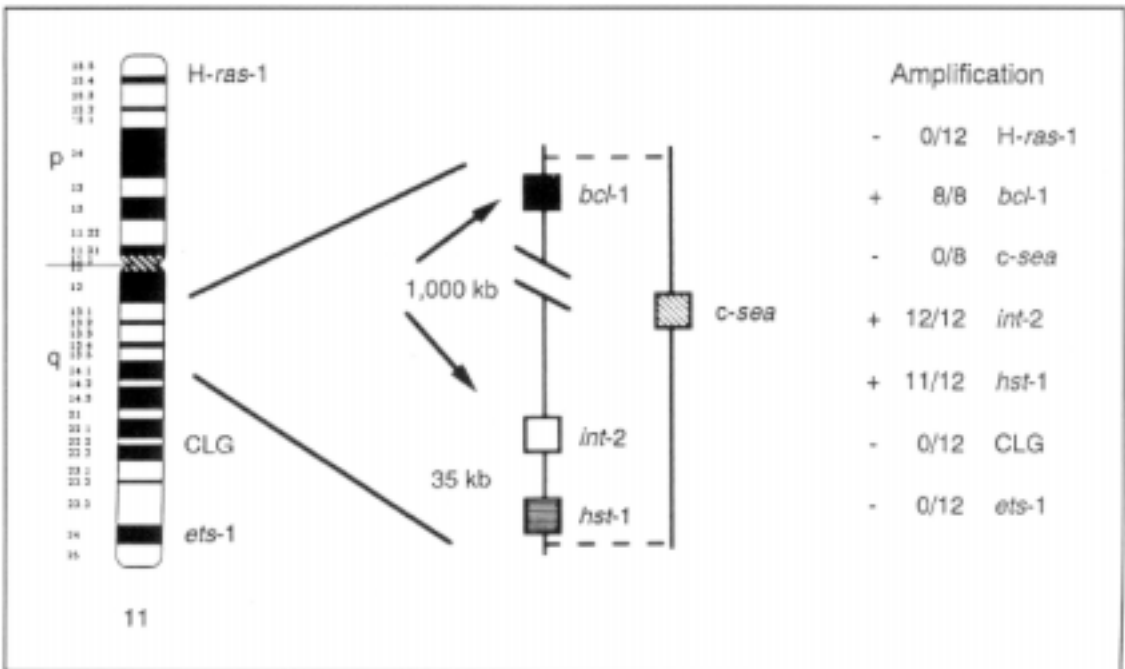 H-ras-1
p
q
CLG
ets-1
11
bcl-1
1,000 kb
c-sea
int-2
35 kb
hst-1
Amplification
- 0/12 H-ras-1
+ 8/8 bcl-1
- 0/8 c-sea
+ 12/12 int-2
+ 11/12 hst-1
- 0/12 CLG
- 0/12 ets-1